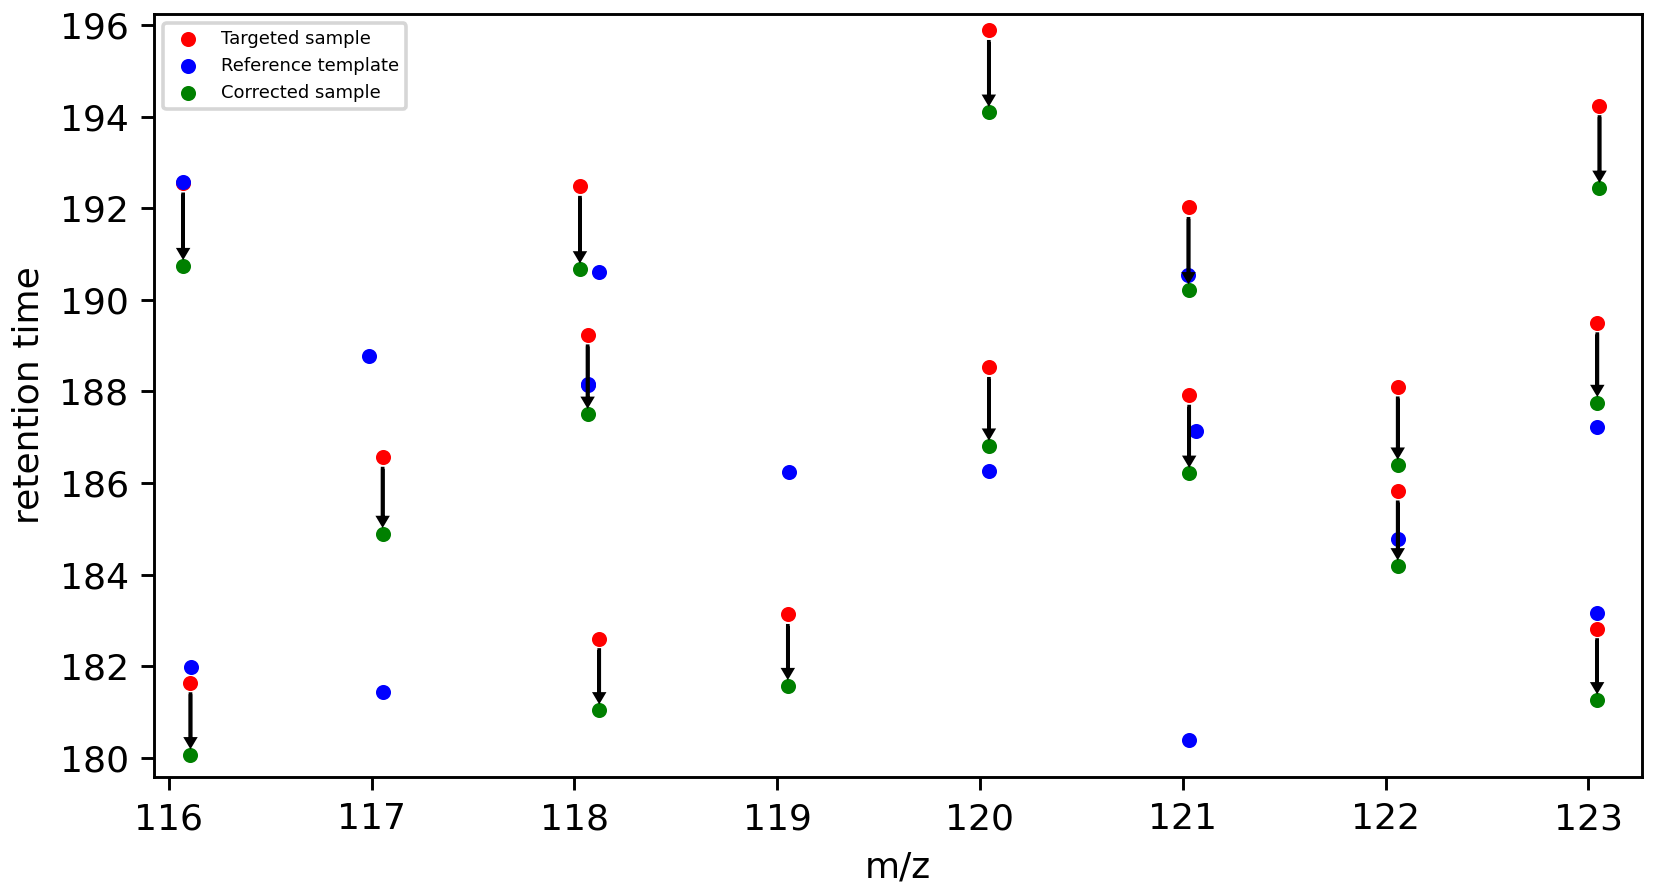 196
194
192
190
188
186
184
182
180
retention time
Targeted sample
Reference template
Corrected sample
116 117 118 119 120 121 122 123
m/z